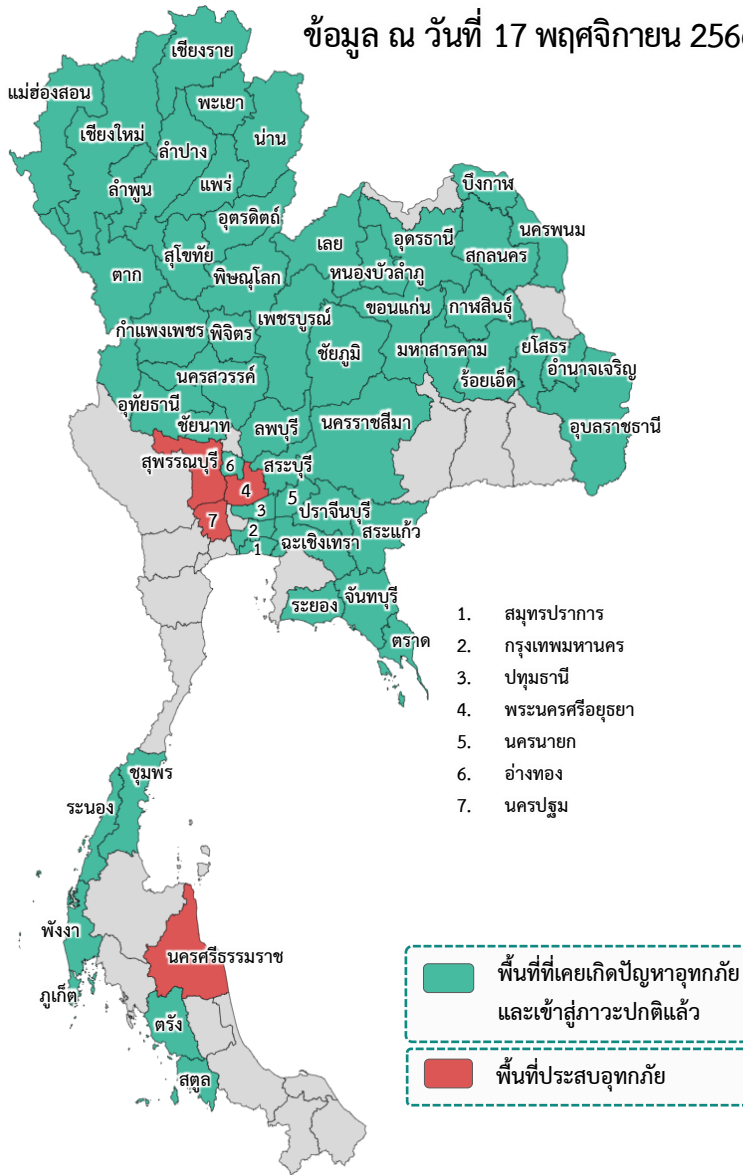 ข้อมูล ณ วันที่ 17 พฤศจิกายน 256
เชียงราย
แม่ฮ่องสอน
พะเยา
เชียงใหม่
น่าน
ลำปาง
ลำพูน
แพร่
บึงกาฬ
อุตรดิตถ์
นครพนม
เลย
อุดรธานี
สุโขทัย
สกลนคร
ตาก
พิษณุโลก
หนองบัวลำภู
ขอนแก่น
กาฬสินธุ์
เพชรบูรณ์
กำแพงเพชร
พิจิตร
ชัยภูมิ
มหาสารคาม
ยโสธร
อำนาจเจริญ
ร้อยเอ็ด
นครสวรรค์
อุทัยธานี
ชัยนาท
ลพบุรี
นครราชสีมา
อุบลราชธานี
สุพรรณบุรี
6
สระบุรี
4
5
ปราจีนบุรี
7
3
สระแก้ว
2
ฉะเชิงเทรา
1
ระยอง
จันทบุรี
ตราด
1. สมุทรปราการ
2. กรุงเทพมหานคร
3. ปทุมธานี
4. พระนครศรีอยุธยา
5. นครนายก
6. อ่างทอง
7. นครปฐม
ชุมพร
ระนอง
พังงา
นครศรีธรรมราช
ภูเก็ต
ตรัง
สตูล
พื้นที่ที่เคยเกิดปัญหาอุทกภัย
และเข้าสู่ภาวะปกติแล้ว
พื้นที่ประสบอุทกภัย